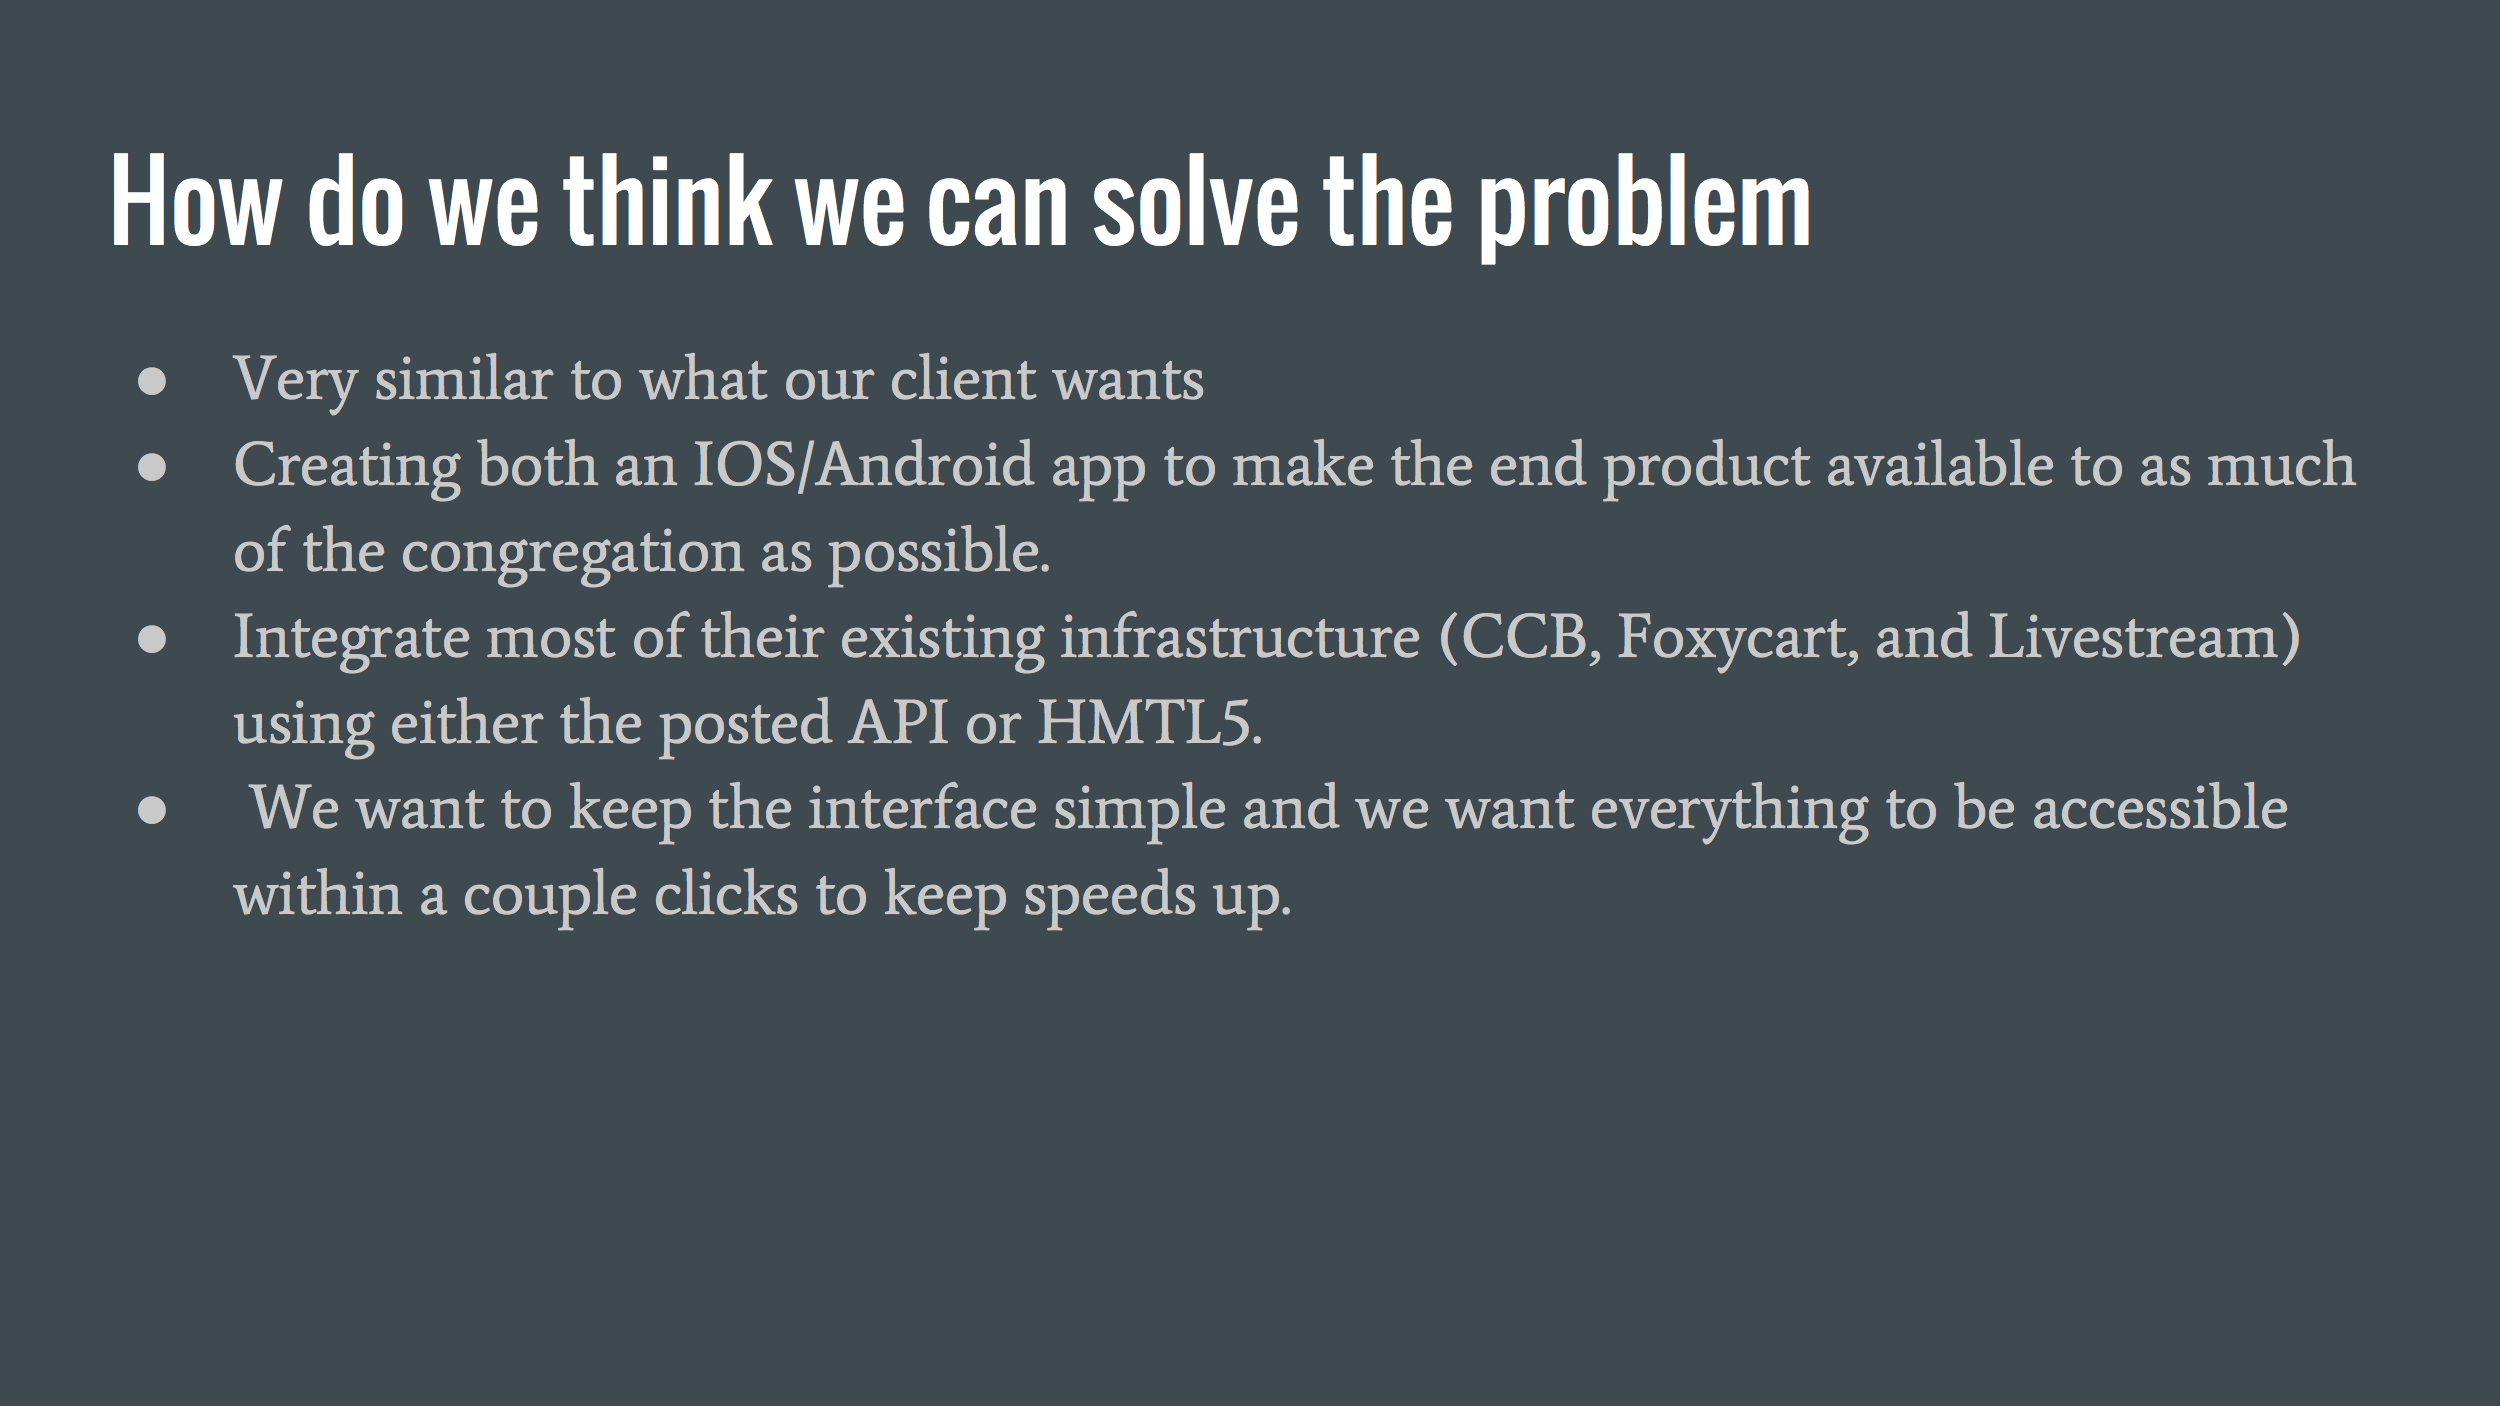 How do we think we can solve the problem
● Very similar to what our client wants
● Creating both an IOS/Android app to make the end product available to as much
of the congregation as possible.
● Integrate most of their existing infrastructure (CCB, Foxycart, and Livestream)
using either the posted API or HMTL5.
● We want to keep the interface simple and we want everything to be accessible
within a couple clicks to keep speeds up.